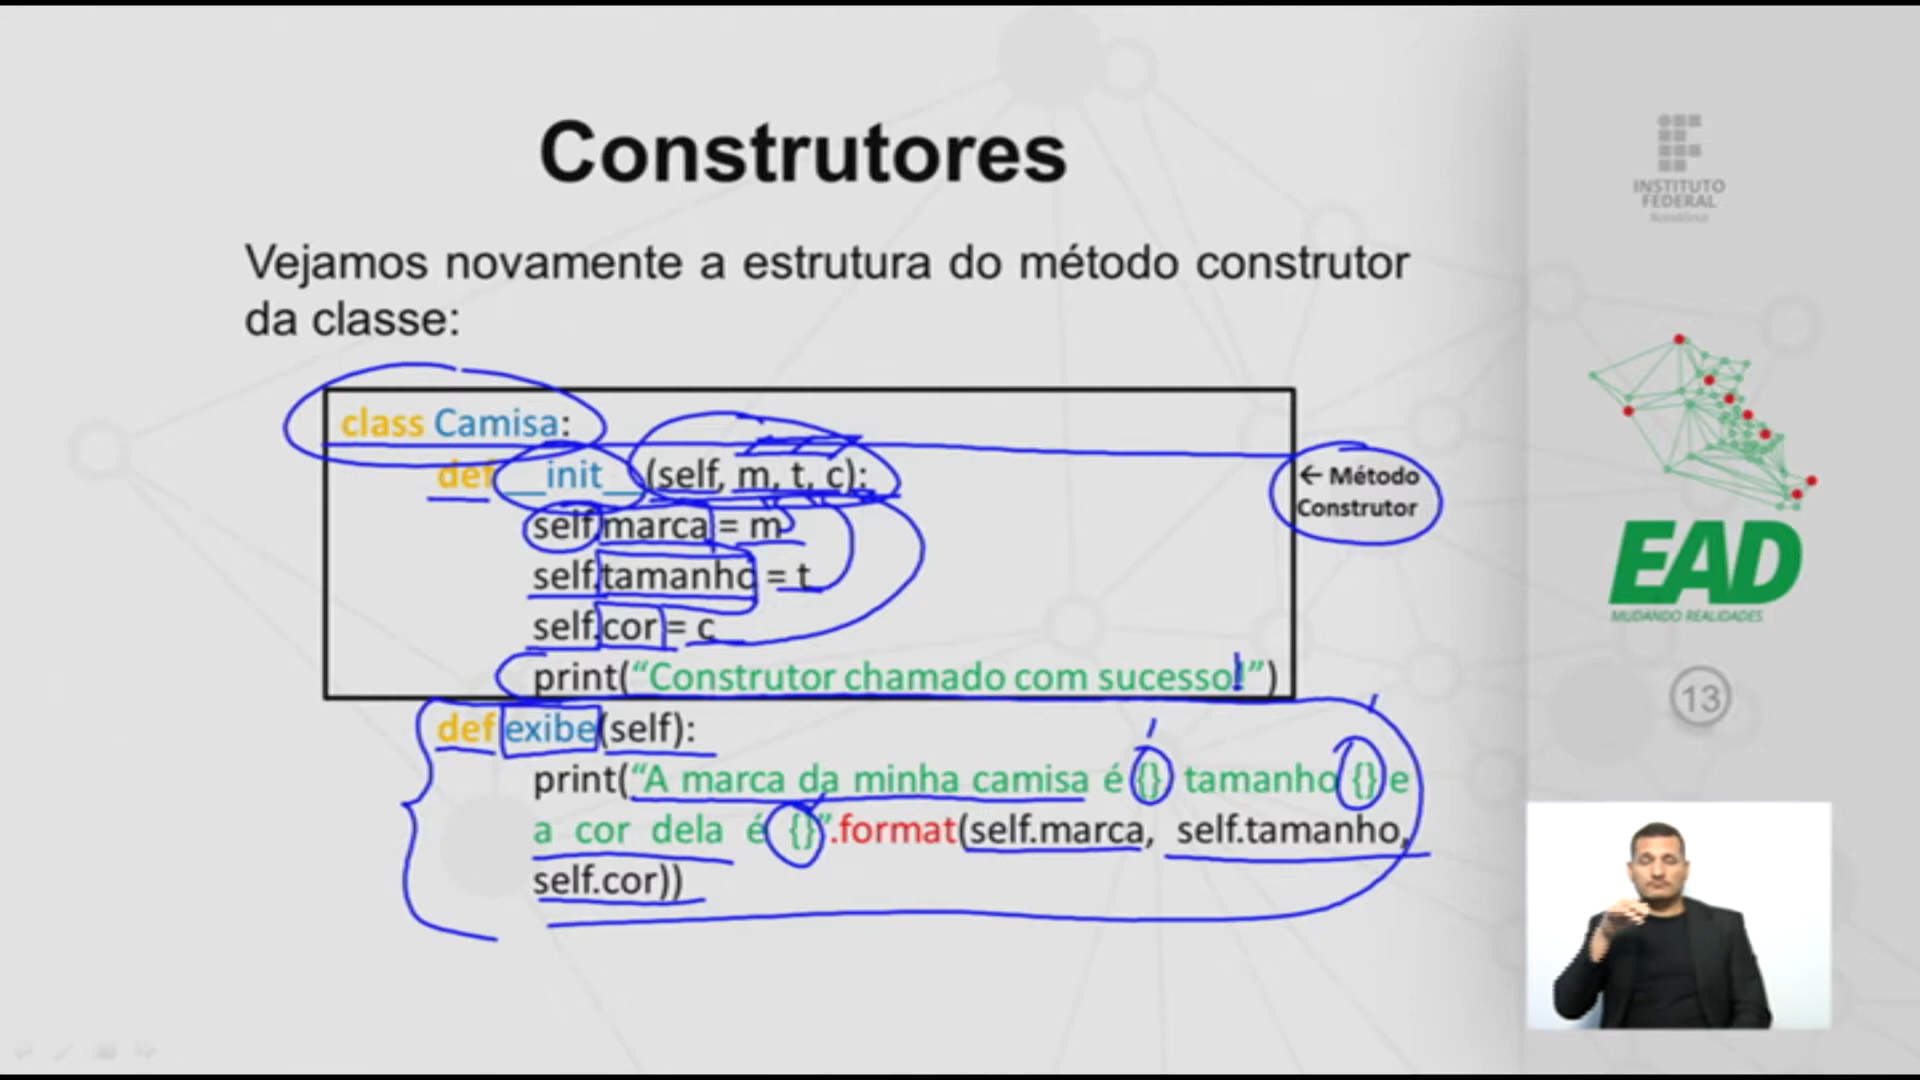 Construtores
Vejamos novamente a estrutura do método construtor
da classe:
class Camisa:
def __init__(self, m, t, c):
self.marca = m
self.tamanho = t
self.cor = c
print(“Construtor chamado com sucesso!”)
← Método
Construtor
def exibe(self):
print(“A marca da minha camisa é {} tamanho {} e
a cor dela é {}”.format(self.marca, self.tamanho,
self.cor))
INSTITUTO
FEDERAL
Rondônia
EAD
MUDANDO REALIDADES
13